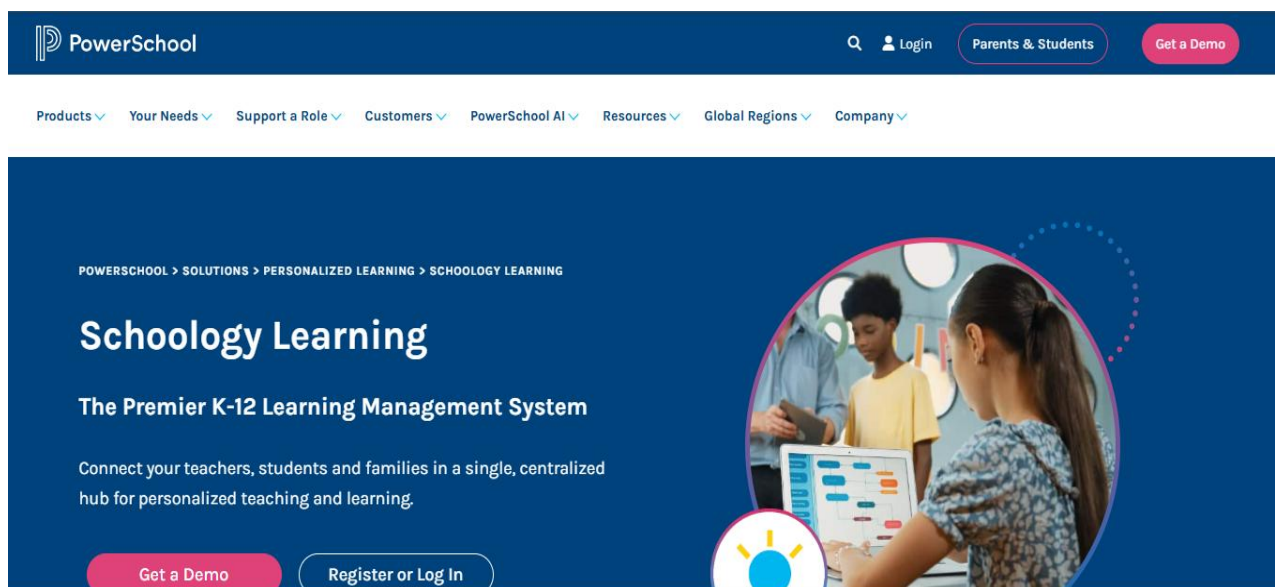 PowerSchool
Login
Parents & Students
Get a Demo
Products
Your Needs
Support a Role
Customers
PowerSchool AI
Resources
Global Regions
Company
POWERSCHOOL > SOLUTIONS > PERSONALIZED LEARNING > SCHOOLOGY LEARNING
Schoology Learning
The Premier K-12 Learning Management System
Connect your teachers, students and families in a single, centralized
hub for personalized teaching and learning.
Get a Demo
Register or Log In